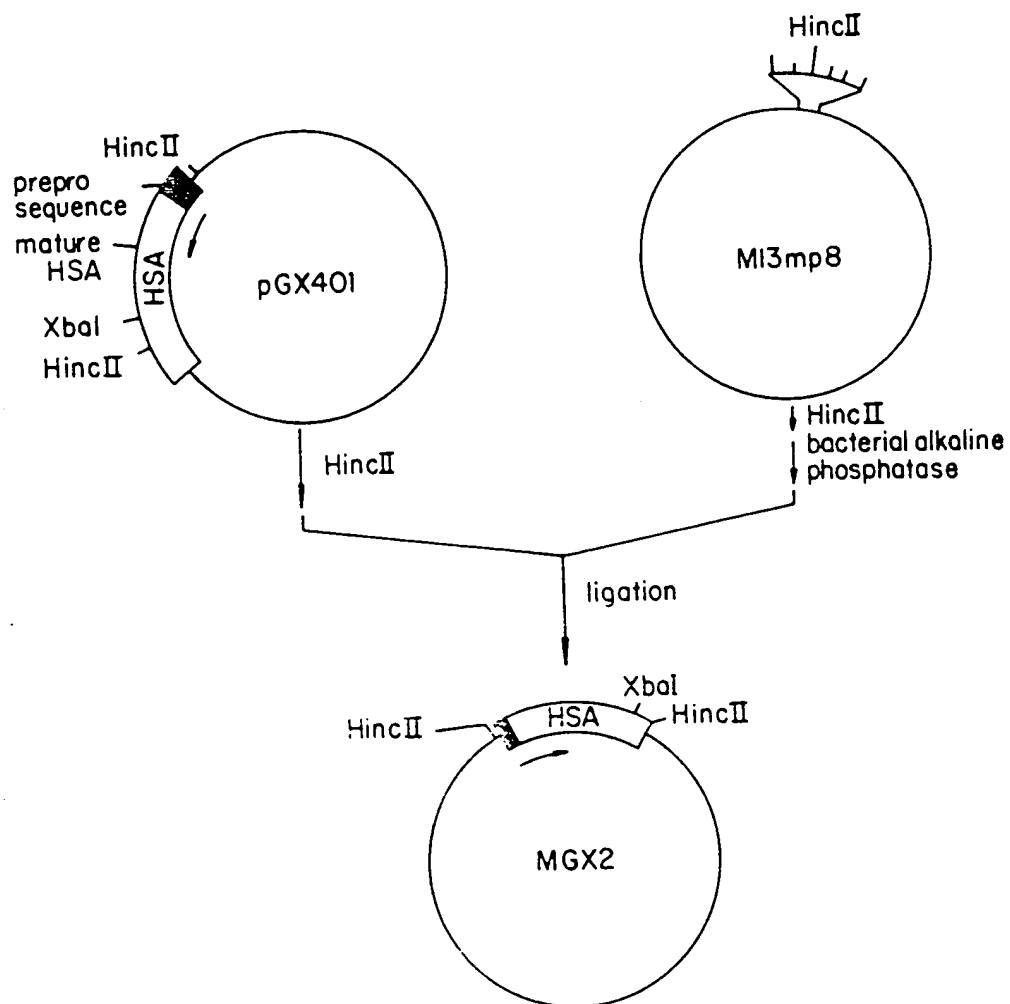 HincII
HincII
prepro
sequence
mature
HSA
XbaI
HincII
HSA
pGX401
M13mp8
HincII
HincII
bacterial alkaline
phosphatase
ligation
XbaI
HincII
HSA
HincII
MGX2